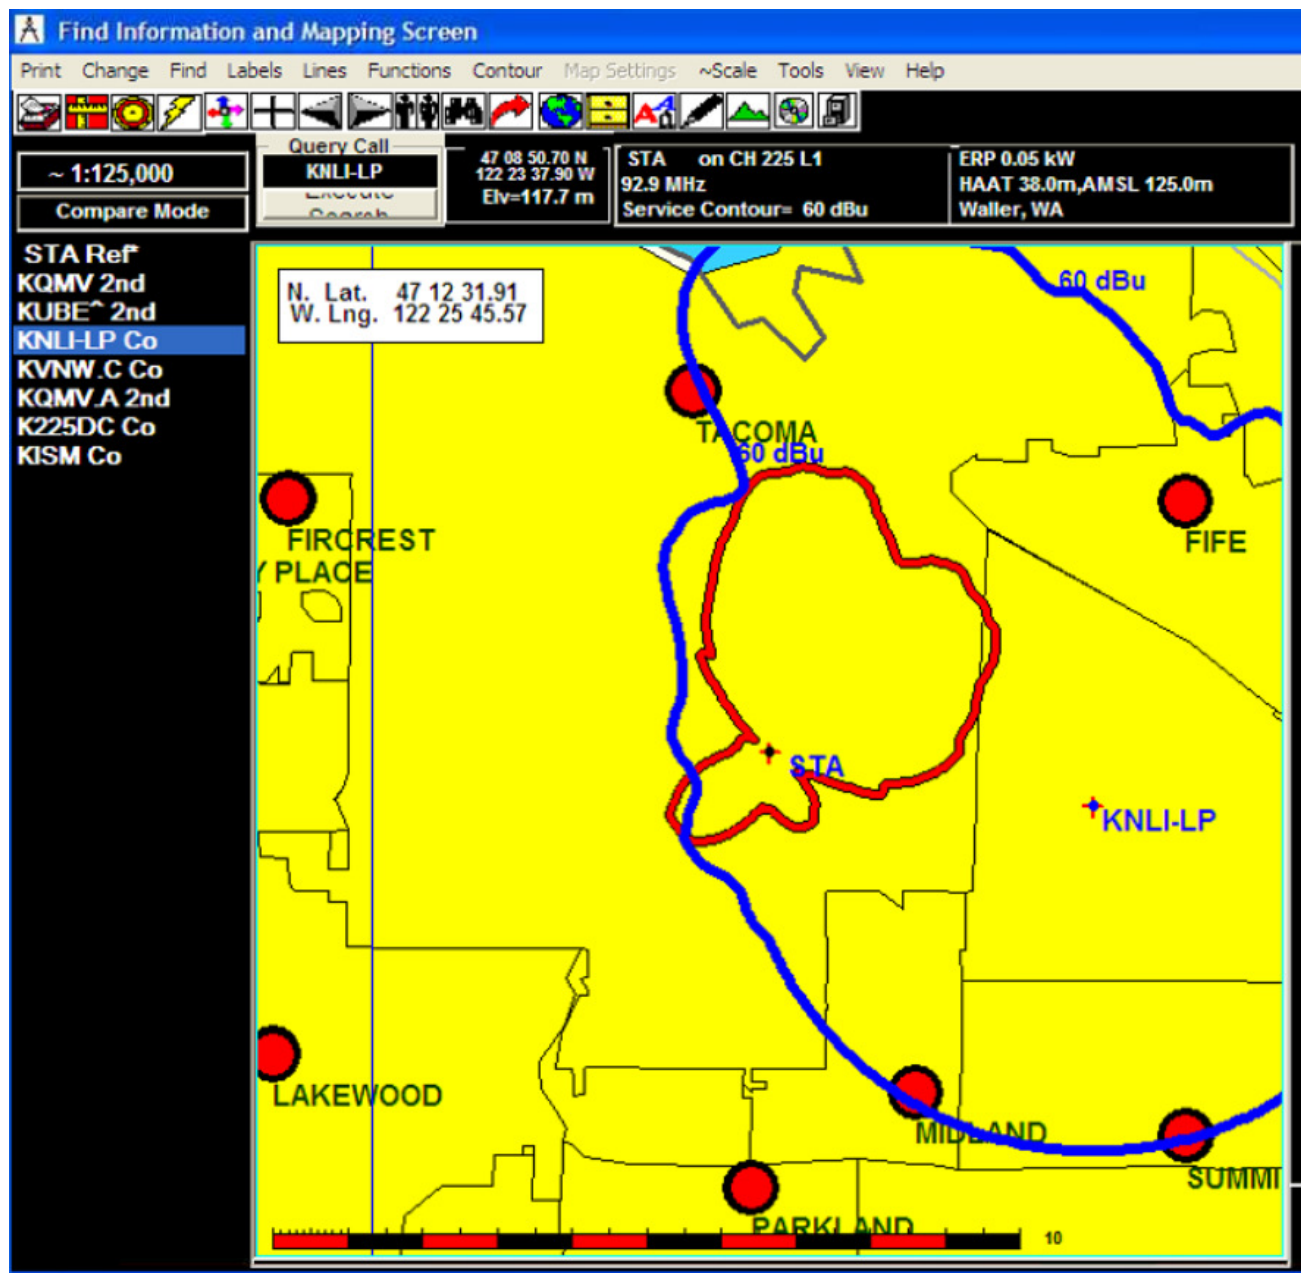 Find Information and Mapping Screen
Print Change Find Labels Lines Functions Contour Map Settings ~Scale Tools View Help
~ 1:125,000
Compare Mode
Query Call
KNLI-LP
Execute
Search
47 08 50.70 N
122 23 37.90 W
Elv=117.7 m
STA on CH 225 L1
92.9 MHz
Service Contour= 60 dBu
ERP 0.05 kW
HAAT 38.0m,AMSL 125.0m
Waller, WA
STA Ref*
KQMV 2nd
KUBE^ 2nd
KNLI-LP Co
KVNW.C Co
KQMV.A 2nd
K225DC Co
KISM Co
N. Lat. 47 12 31.91
W. Lng. 122 25 45.57
60 dBu
TACOMA
60 dBu
FIRCREST
Y PLACE
FIFE
STA
KNLI-LP
LAKEWOOD
MIDLAND
SUMMI
PARKLAND
10